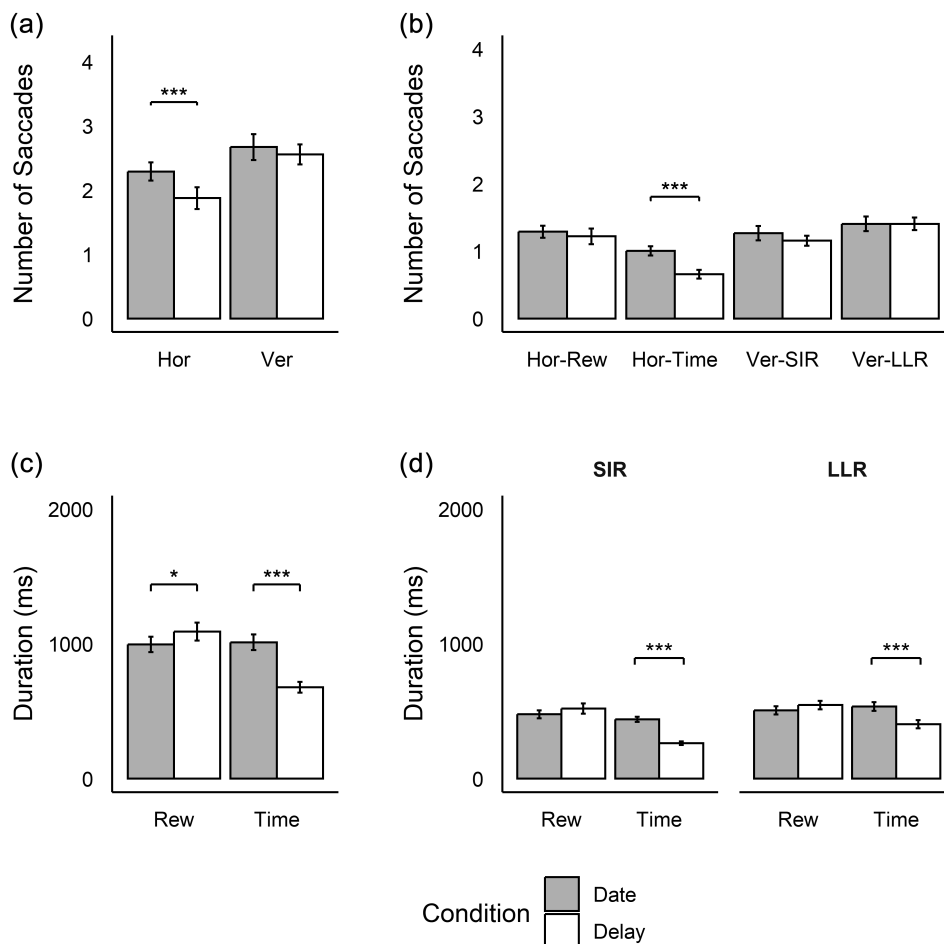 (a)
Number of Saccades
4
3
2
1
0
***
Hor Ver
(b)
Number of Saccades
4
3
2
1
0
***
Hor-Rew Hor-Time Ver-SIR Ver-LLR
(c)
Duration (ms)
2000
1000
0
* ***
Rew Time
(d)
SIR LLR
Duration (ms)
2000
1000
0
*** ***
Rew Time Rew Time
Condition
Date
Delay